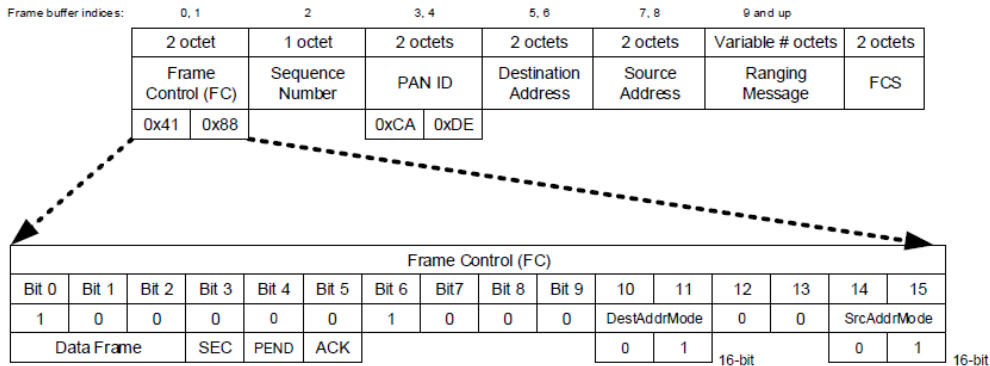 Frame buffer indices: 0, 1 2 3, 4 5, 6 7, 8 9 and up
2 octet 1 octet 2 octets 2 octets 2 octets Variable # octets 2 octets
Frame Control (FC) Sequence Number PAN ID Destination Address Source Address Ranging Message FCS
0x41 0x88 0xCA 0xDE
Frame Control (FC)
Bit 0 Bit 1 Bit 2 Bit 3 Bit 4 Bit 5 Bit 6 Bit7 Bit 8 Bit 9 10 11 12 13 14 15
1 0 0 0 0 0 1 0 0 0 DestAddrMode 0 0 SrcAddrMode
Data Frame SEC PEND ACK 0 1 16-bit 0 1 16-bit